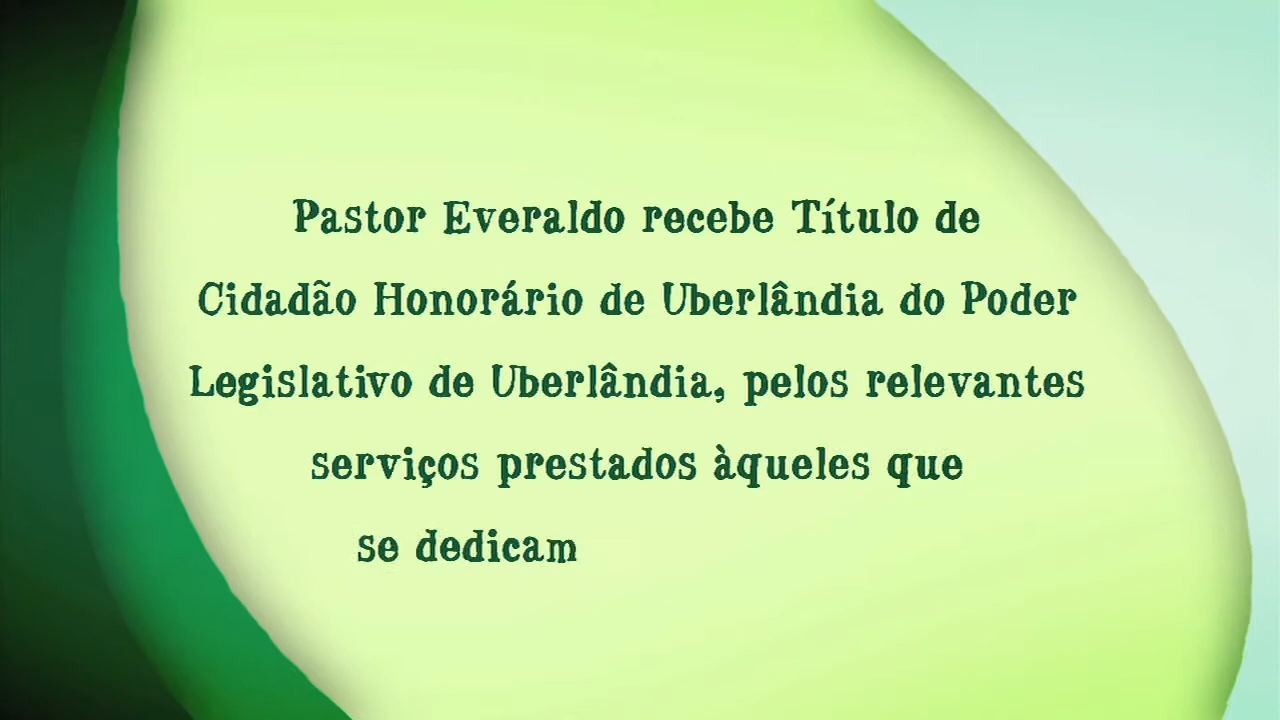 Pastor Everaldo recebe Título de
Cidadão Honorário de Uberlândia do Poder
Legislativo de Uberlândia, pelos relevantes
serviços prestados àqueles que
se dedicam